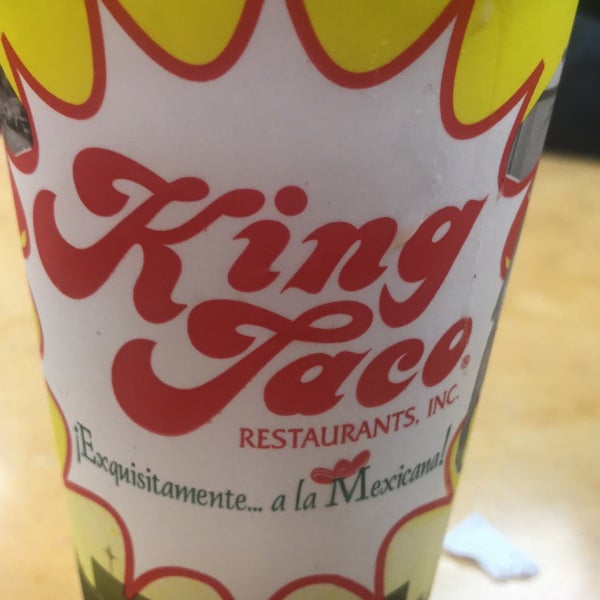 King
Taco®
RESTAURANTS, INC.
¡Exquisitamente... a la Mexicana!